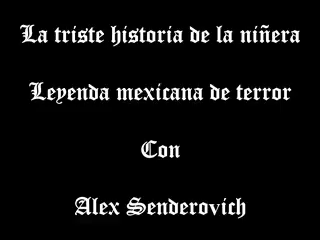 La triste historia de la niñera
Leyenda mexicana de terror
Con
Alex Senderovich